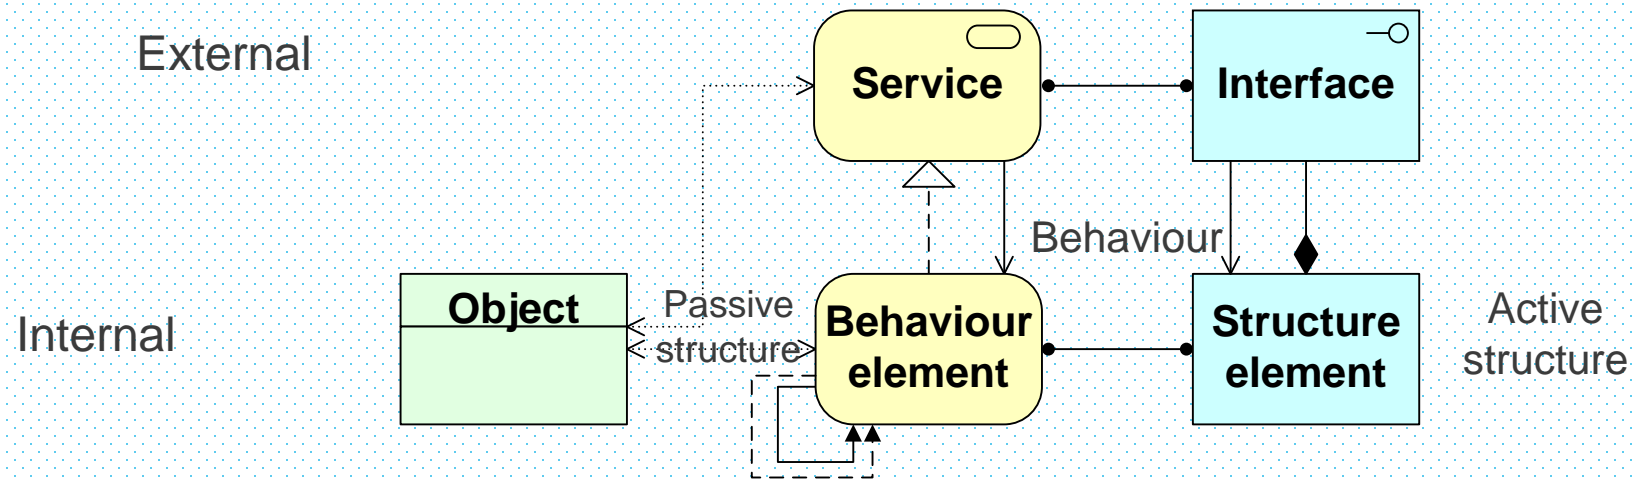 External
Service
Interface
Behaviour
Internal
Object
Passive
structure
Behaviour
element
Structure
element
Active
structure